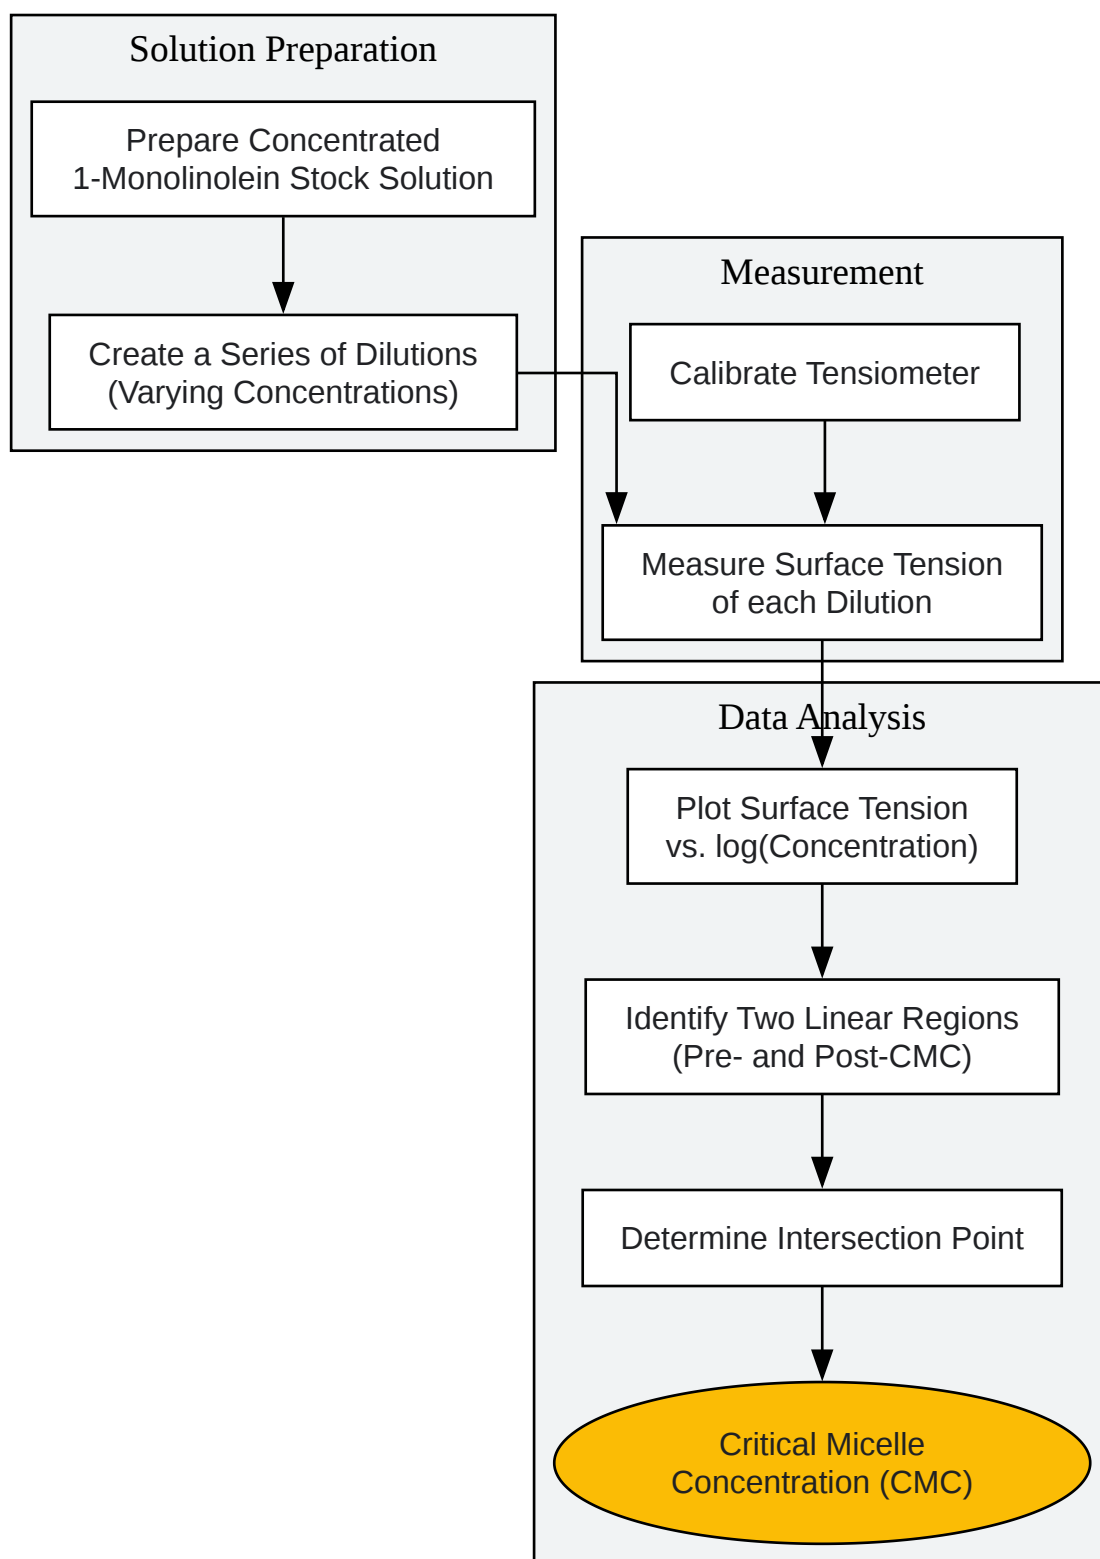 Solution Preparation
Prepare Concentrated
1-Monolinolein Stock Solution
Create a Series of Dilutions
(Varying Concentrations)
Measurement
Calibrate Tensiometer
Measure Surface Tension
of each Dilution
Data Analysis
Plot Surface Tension
vs. log(Concentration)
Identify Two Linear Regions
(Pre- and Post-CMC)
Determine Intersection Point
Critical Micelle
Concentration (CMC)